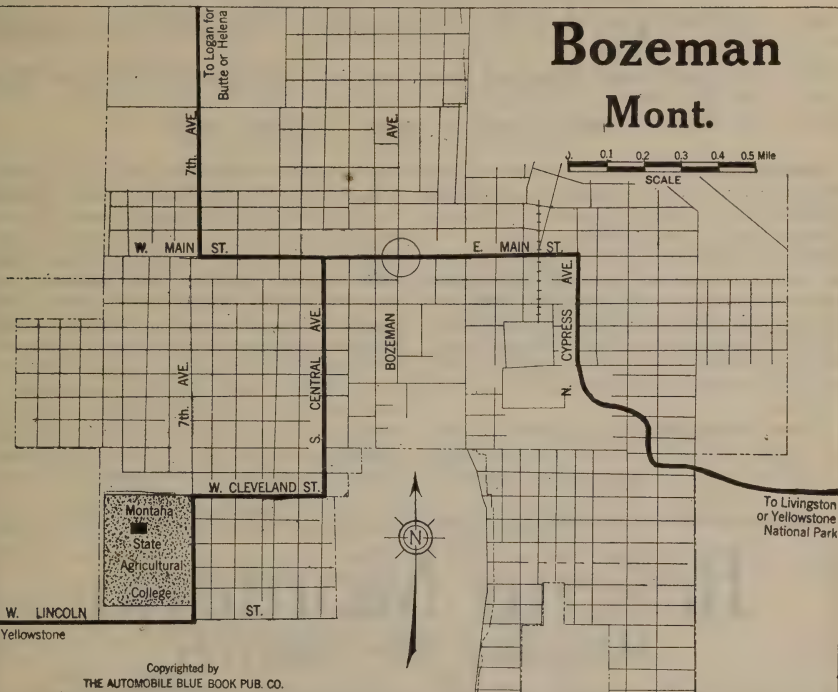 Bozeman
Mont.
0. 0.1 0.2 0.3 0.4 0.5 Mile
SCALE
To Logan for
Butte or Helena
7th. AVE.
AVE.
W. MAIN ST.
E. MAIN ST.
7th. AVE.
S. CENTRAL AVE.
BOZEMAN
N. CYPRESS AVE.
W. CLEVELAND ST.
Montana
State
Agricultural
College
To Livingston
or Yellowstone
National Park
N
W. LINCOLN ST.
Yellowstone
Copyrighted by
THE AUTOMOBILE BLUE BOOK PUB. CO.